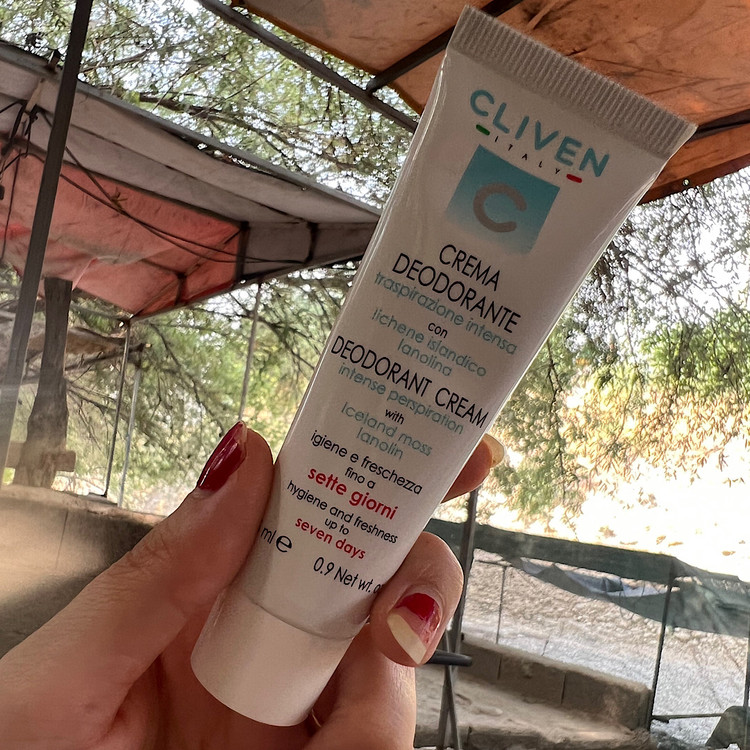 CLIVEN
ITALY
C
CREMA
DEODORANTE
traspirazione intensa
con
lichene islandico
lanolina
DEODORANT CREAM
intense perspiration
with
Iceland moss
lanolin
igiene e freschezza
fino a
sette giorni
hygiene and freshness
up to
seven days
ml e
0.9 Net wt.